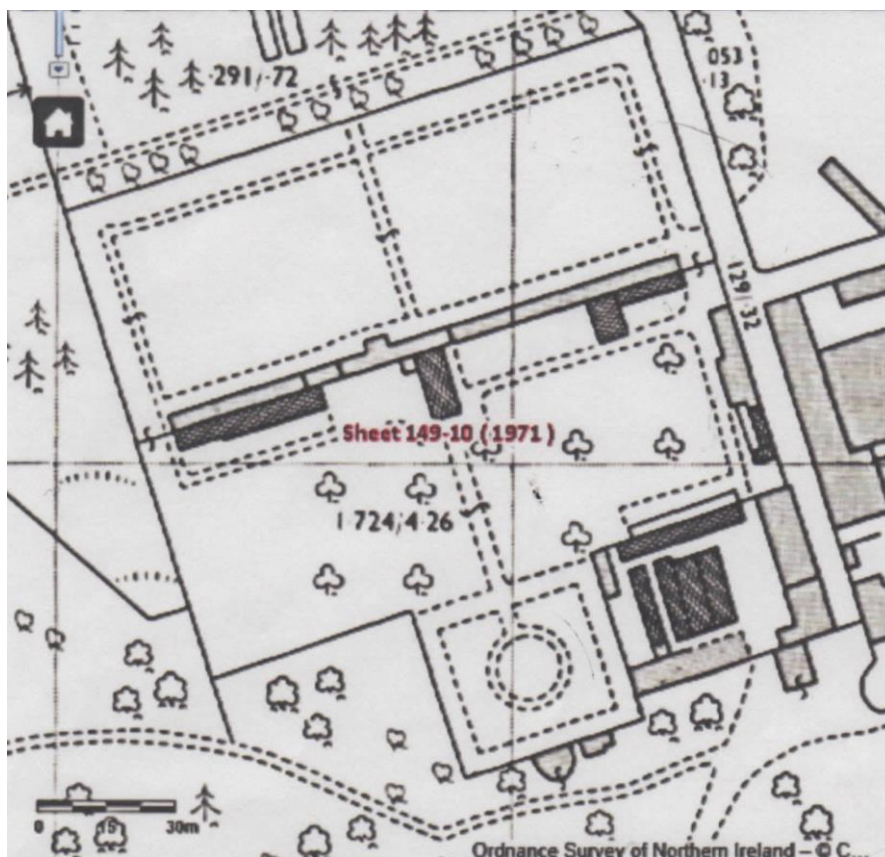 ·291/·72
053
·13
·129/·32
Sheet 149-10 ( 1971 )
1·724/4·26
0 15 30m
Ordnance Survey of Northern Ireland – © C...